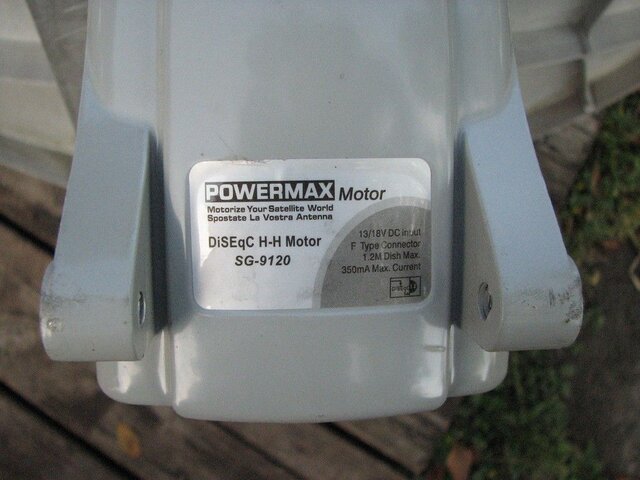 POWERMAX Motor
Motorize Your Satellite World
Spostate La Vostra Antenna
DiSEqC H-H Motor
SG-9120
13/18V DC Input
F Type Connector
1.2M Dish Max.
350mA Max. Current